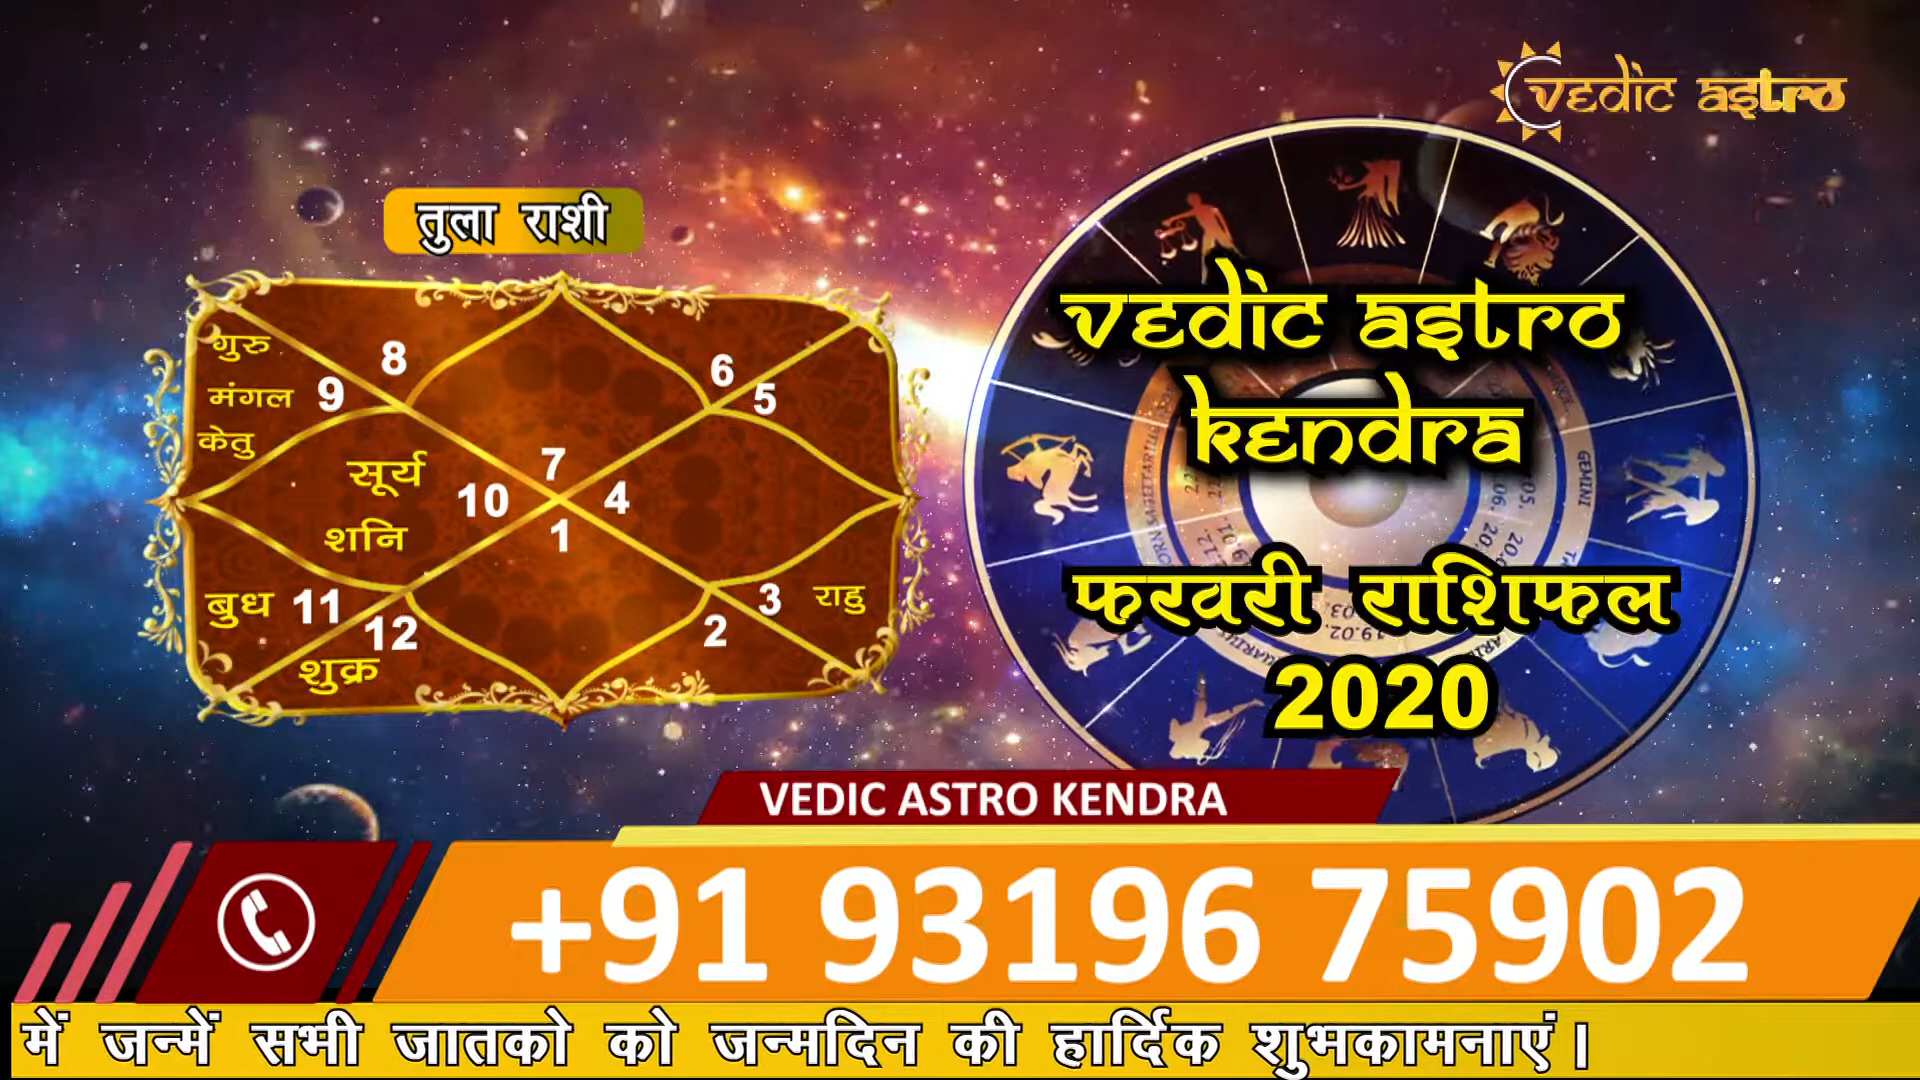 vedic astro
तुला राशी
गुरु
8
6
मंगल 9
5
केतु
सूर्य
7
10
4
शनि
1
बुध 11
3 राहु
12
2
शुक्र
vedic astro
kendra
GEMINI
फरवरी राशिफल
2020
VEDIC ASTRO KENDRA
+91 93196 75902
में जन्में सभी जातको को जन्मदिन की हार्दिक शुभकामनाएं।